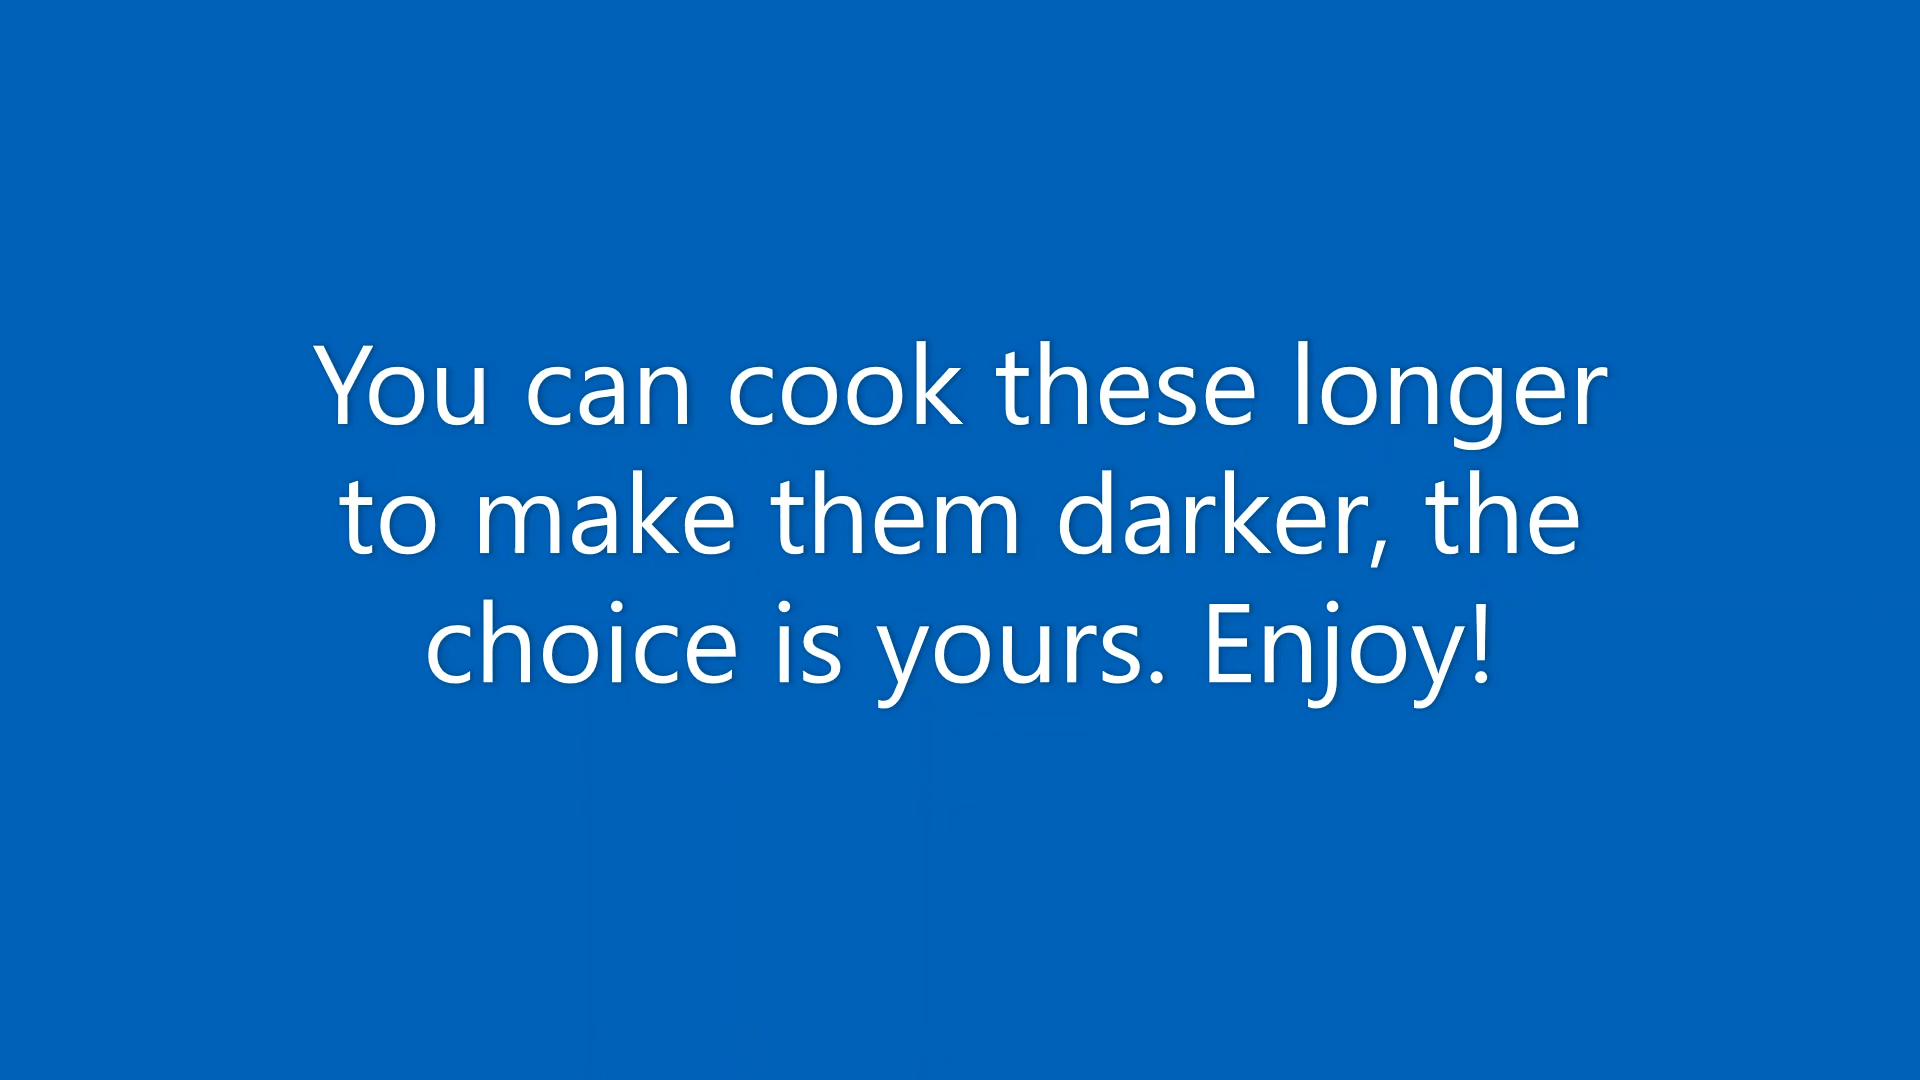 You can cook these longer
to make them darker, the
choice is yours. Enjoy!